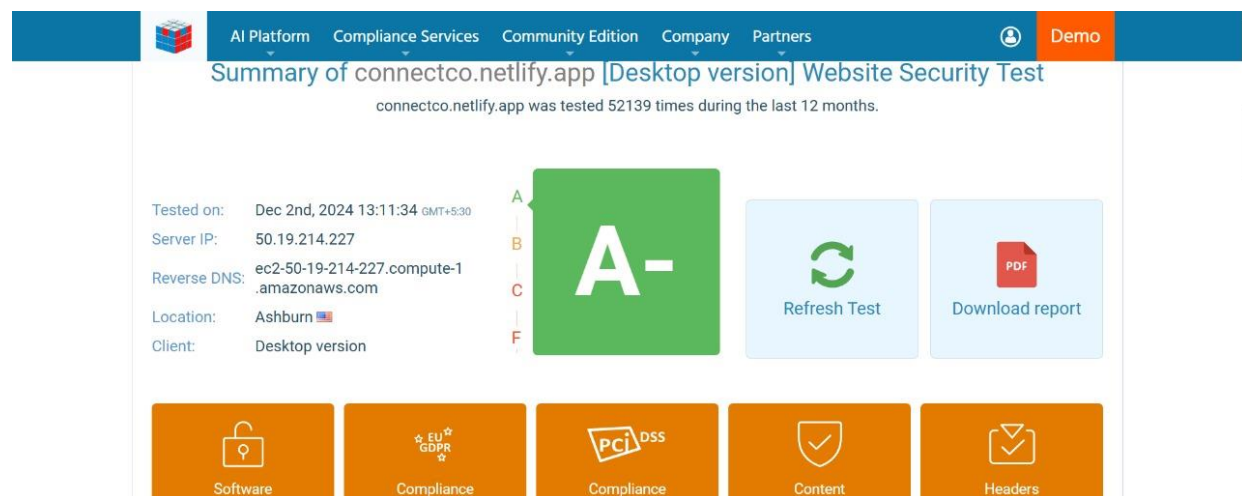 AI Platform Compliance Services Community Edition Company Partners Demo
Summary of connectco.netlify.app [Desktop version] Website Security Test
connectco.netlify.app was tested 52139 times during the last 12 months.
Tested on: Dec 2nd, 2024 13:11:34 GMT+5:30
Server IP: 50.19.214.227
Reverse DNS: ec2-50-19-214-227.compute-1
.amazonaws.com
Location: Ashburn
Client: Desktop version
A
B
C
F
A-
Refresh Test
PDF
Download report
EU
GDPR
PCi DSS
Software Compliance Compliance Content Headers